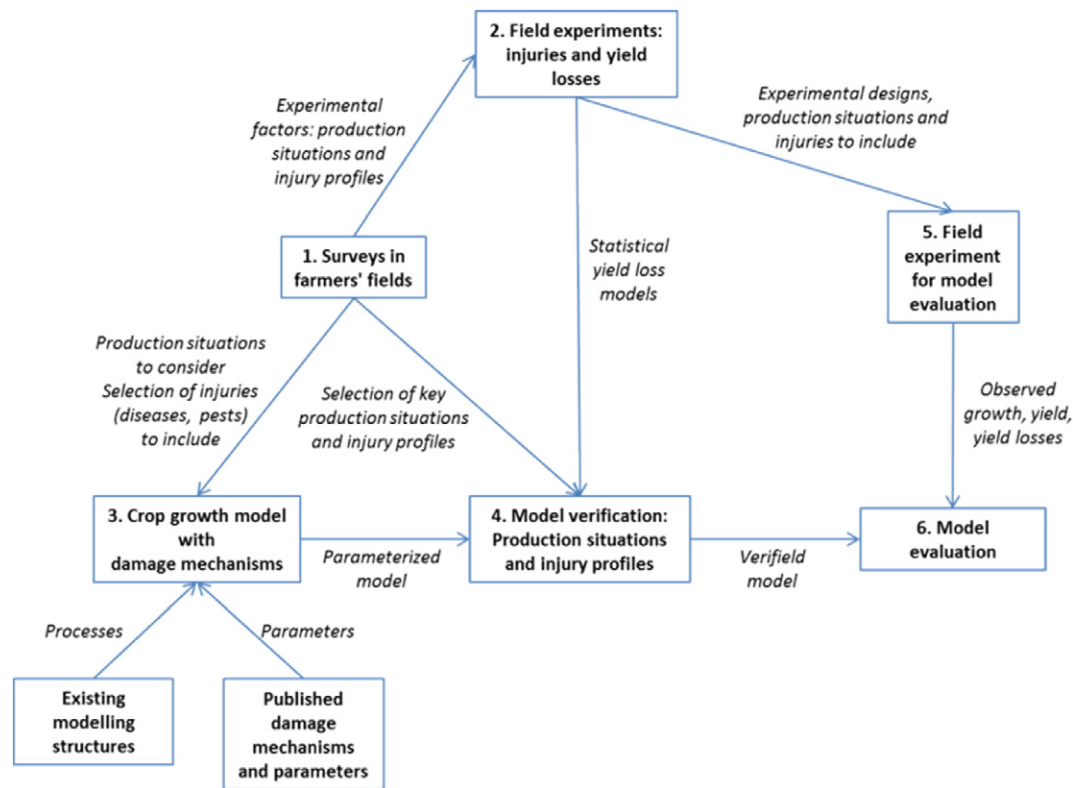 2. Field experiments:
injuries and yield
losses
Experimental
factors: production
situations and
injury profiles
Experimental designs,
production situations and
injuries to include
1. Surveys in
farmers' fields
Statistical
yield loss
models
5. Field
experiment
for model
evaluation
Production situations
to consider
Selection of injuries
(diseases, pests)
to include
Selection of key
production situations
and injury profiles
Observed
growth, yield,
yield losses
3. Crop growth model
with
damage mechanisms
Parameterized
model
4. Model verification:
Production situations
and injury profiles
Verifield
model
6. Model
evaluation
Processes
Parameters
Existing
modelling
structures
Published
damage
mechanisms
and parameters